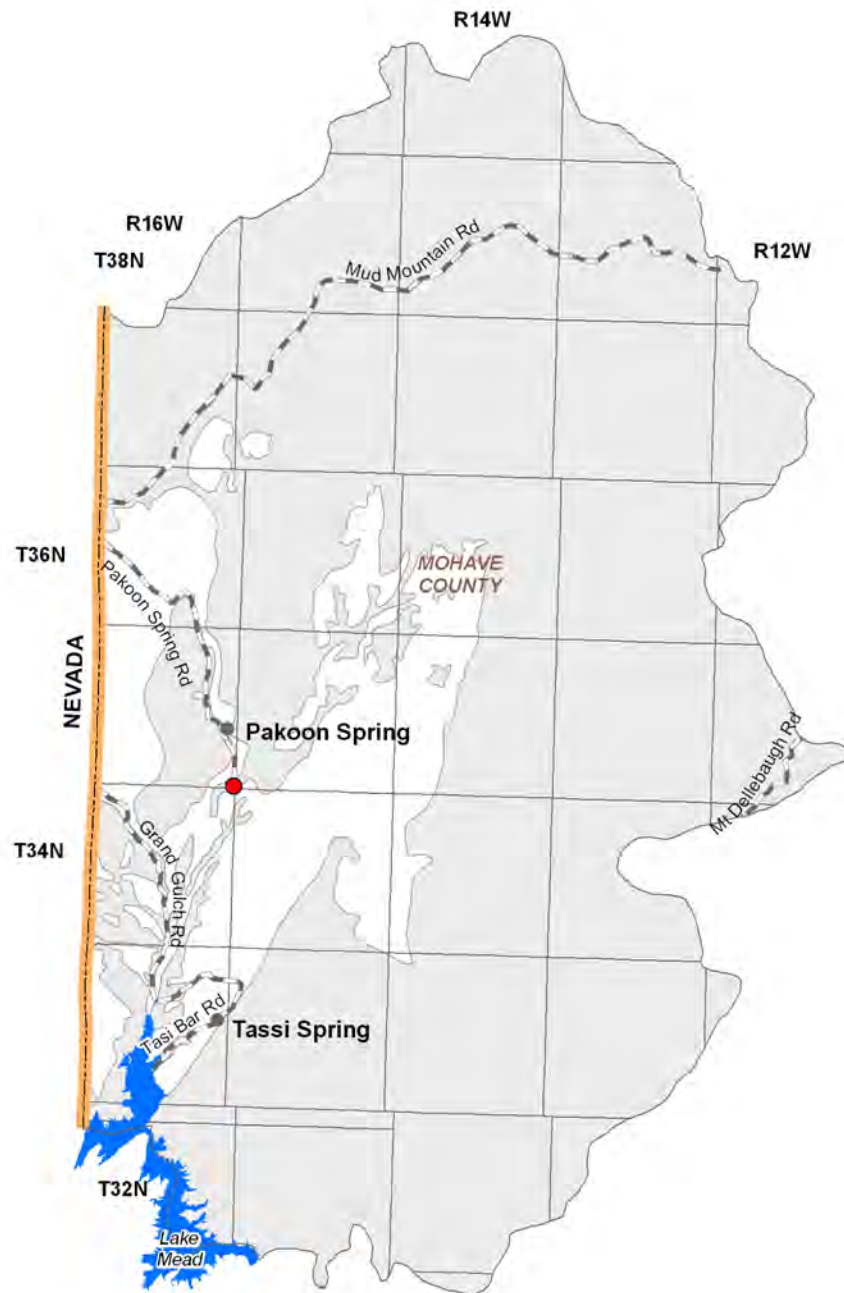 R14W
R16W
T38N
Mud Mountain Rd
R12W
T36N
MOHAVE
COUNTY
Pakoon Spring Rd
NEVADA
Pakoon Spring
Mt Dellebaugh Rd
T34N
Grand Gulch Rd
Tasi Bar Rd
Tassi Spring
T32N
Lake
Mead